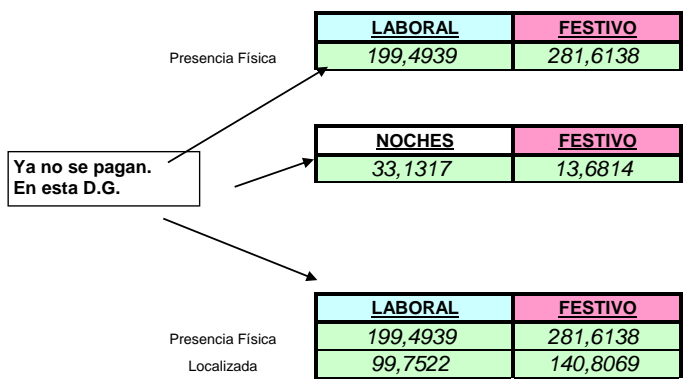 LABORAL FESTIVO
Presencia Física 199,4939 281,6138
NOCHES FESTIVO
33,1317 13,6814
Ya no se pagan.
En esta D.G.
LABORAL FESTIVO
Presencia Física 199,4939 281,6138
Localizada 99,7522 140,8069